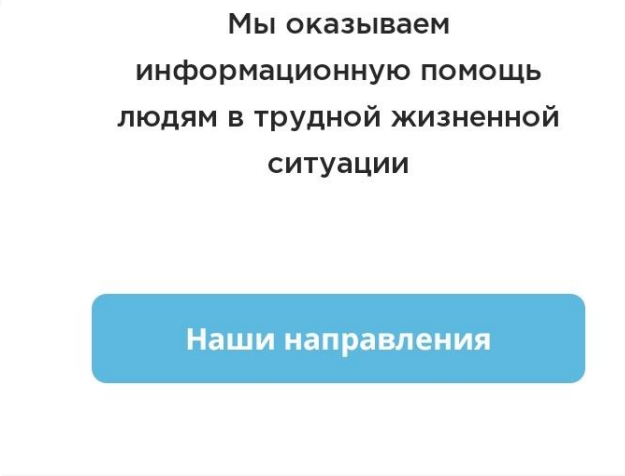 Мы оказываем
информационную помощь
людям в трудной жизненной
ситуации
Наши направления